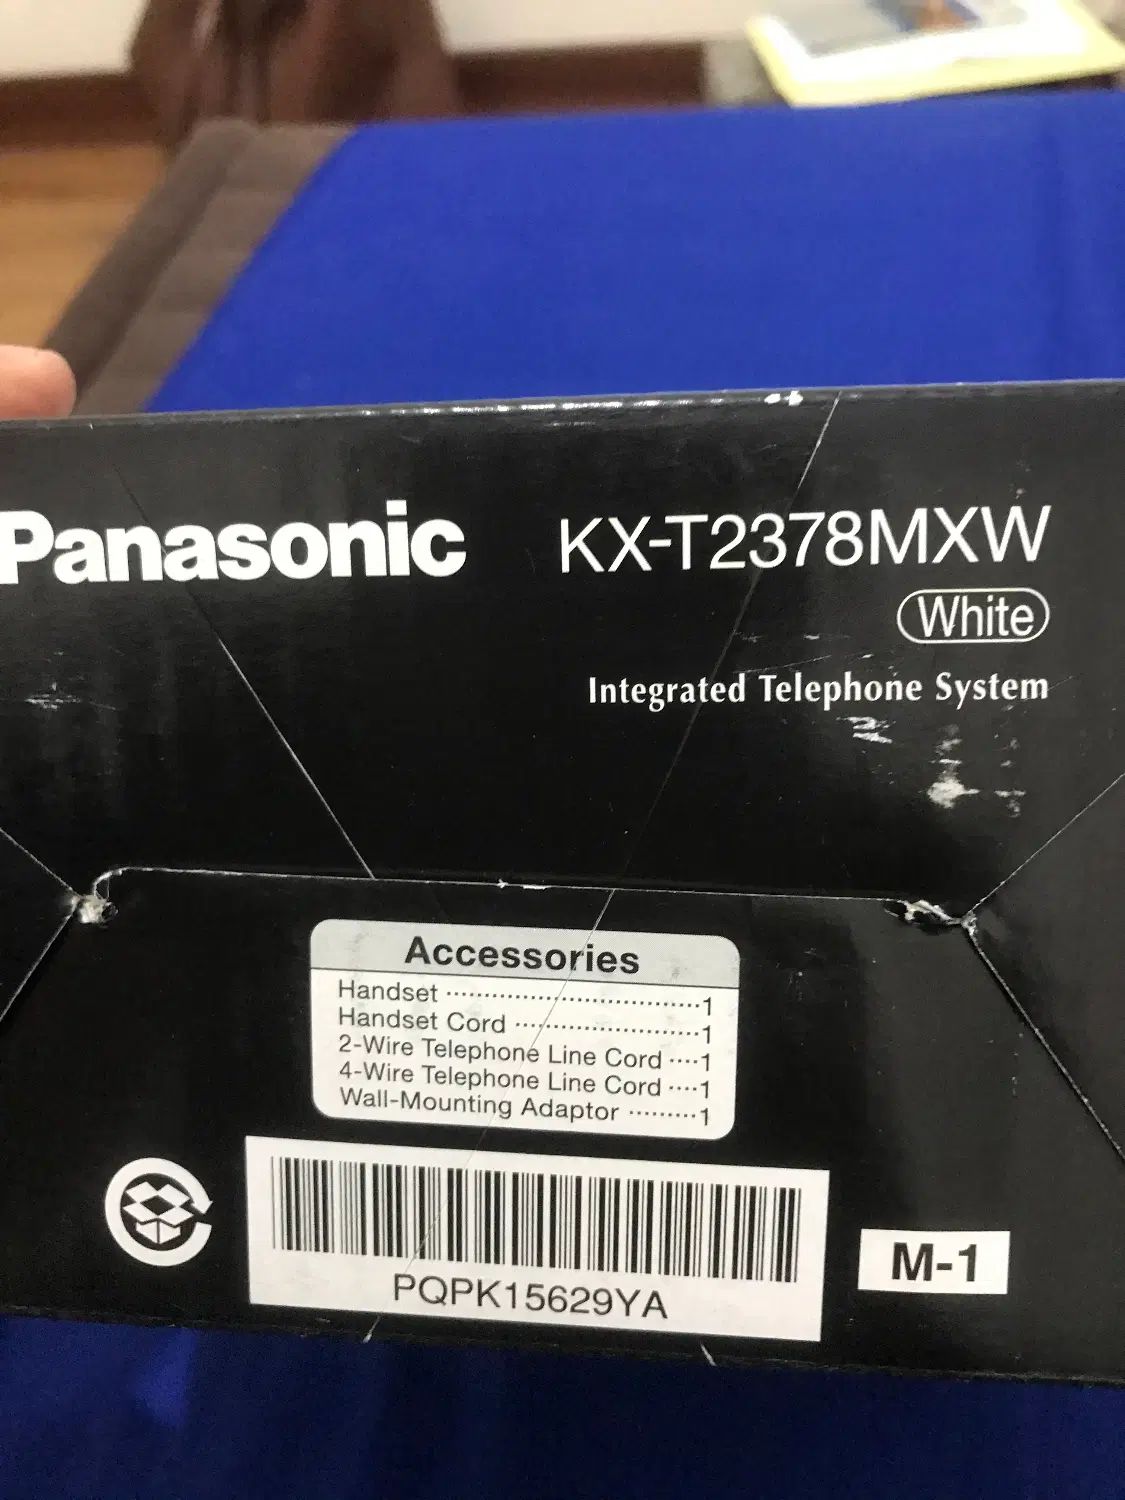 Panasonic KX-T2378MXW
White
Integrated Telephone System
Accessories
Handset ································1
Handset Cord ························1
2-Wire Telephone Line Cord ····1
4-Wire Telephone Line Cord ····1
Wall-Mounting Adaptor ·········1
PQPK15629YA
M-1